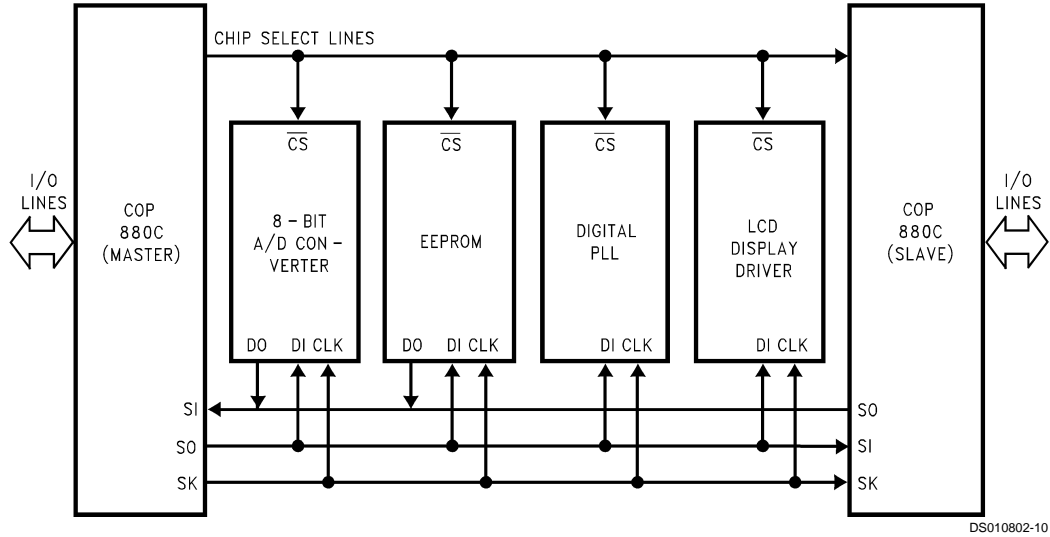 CHIP SELECT LINES
I/O
LINES
COP
880C
(MASTER)
CS
8 - BIT
A/D CON -
VERTER
DO DI CLK
CS
EEPROM
DO DI CLK
CS
DIGITAL
PLL
DI CLK
CS
LCD
DISPLAY
DRIVER
DI CLK
COP
880C
(SLAVE)
I/O
LINES
SI
SO
SK
SO
SI
SK
DS010802-10